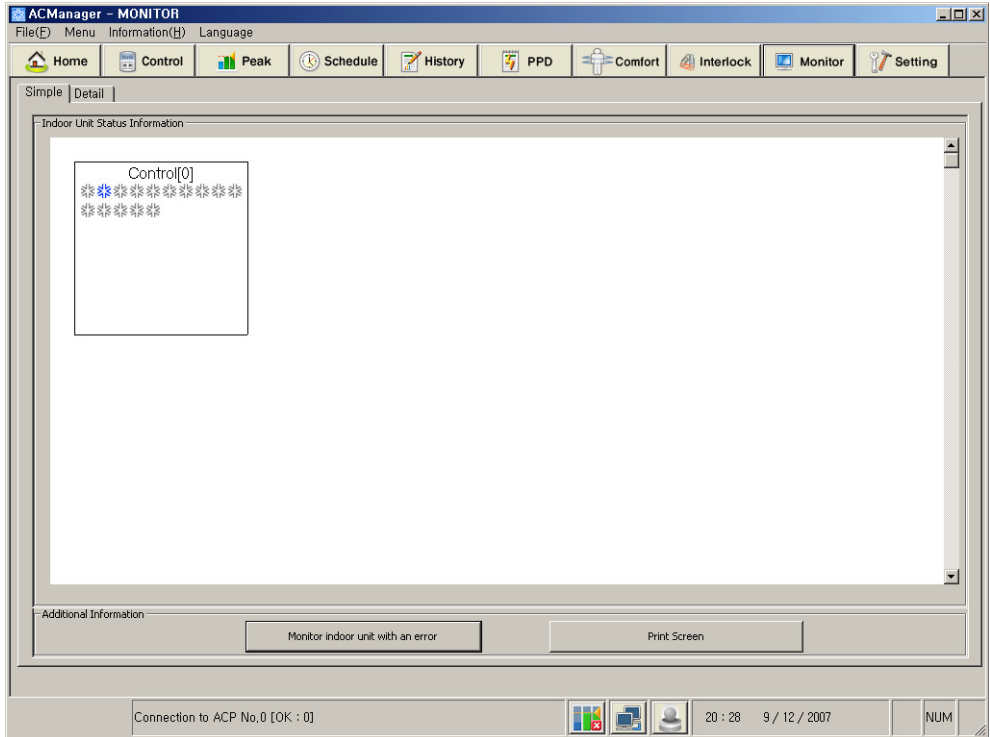 ACManager - MONITOR
File(F) Menu Information(H) Language
Home Control Peak Schedule History PPD Comfort Interlock Monitor Setting
Simple Detail
Indoor Unit Status Information
Control[0]
Additional Information
Monitor indoor unit with an error Print Screen
Connection to ACP No,0 [OK : 0] 20 : 28 9 / 12 / 2007 NUM